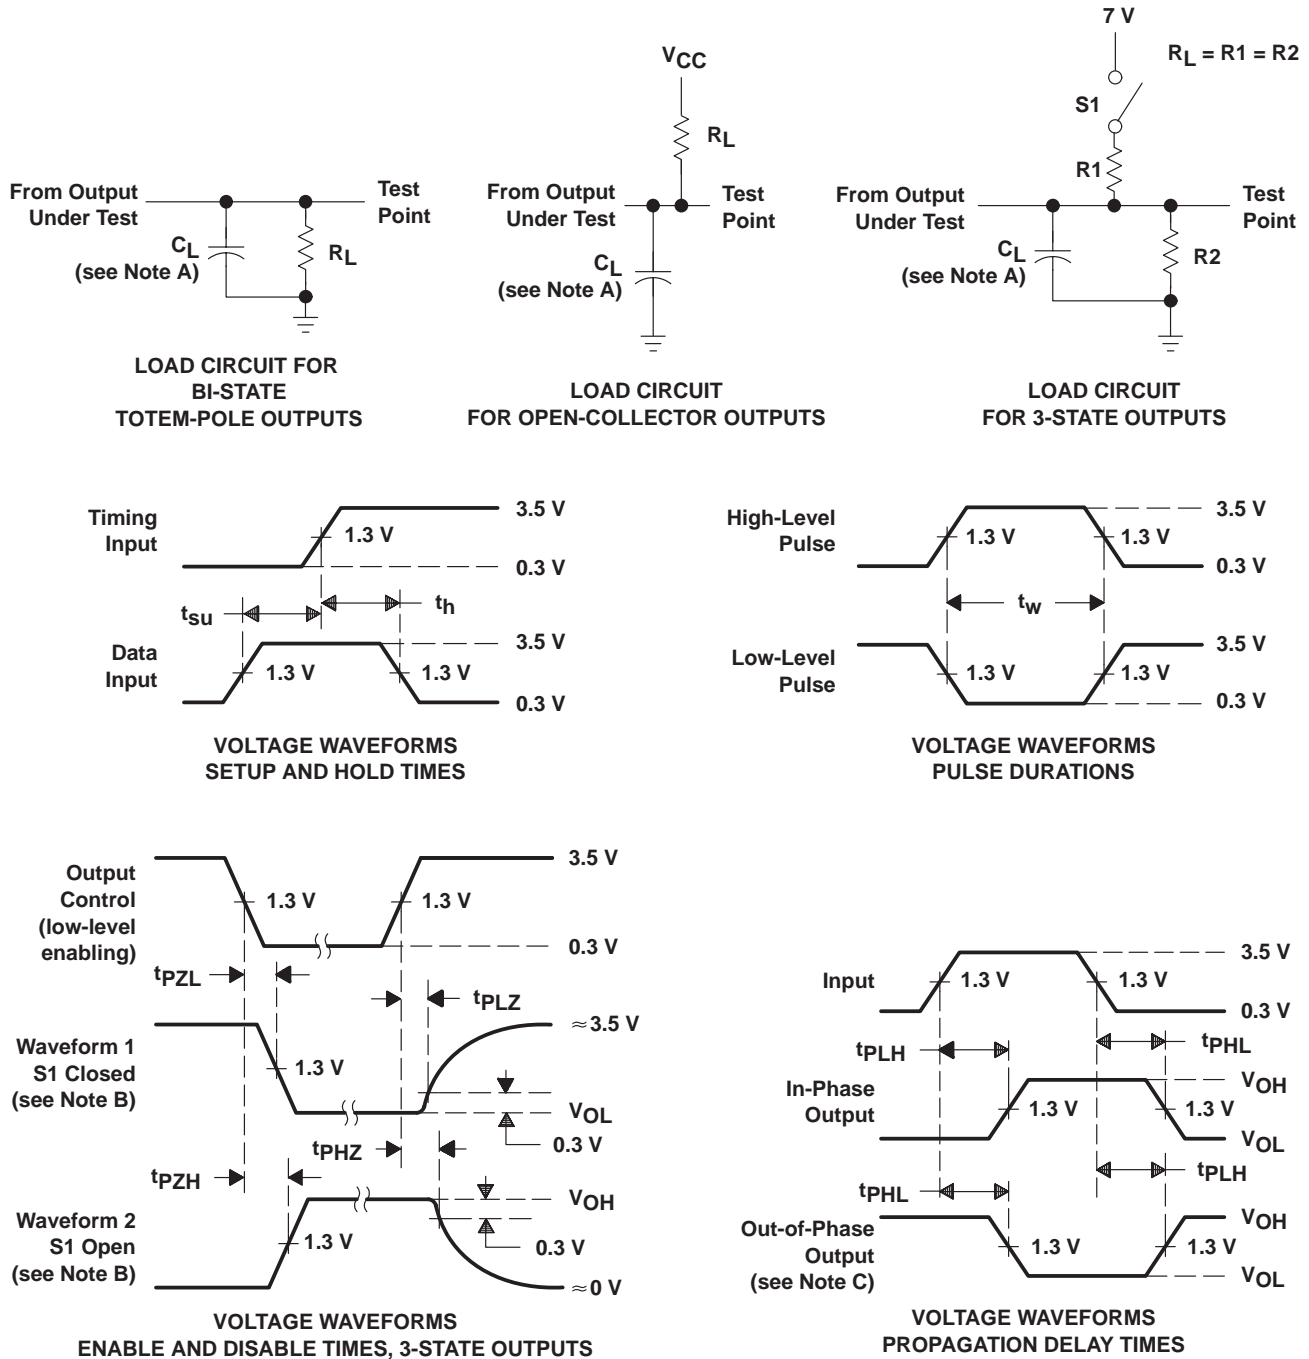 From Output
Under Test
CL
(see Note A)
RL
Test
Point
LOAD CIRCUIT FOR
BI-STATE
TOTEM-POLE OUTPUTS
VCC
RL
From Output
Under Test
Test
Point
CL
(see Note A)
LOAD CIRCUIT
FOR OPEN-COLLECTOR OUTPUTS
7 V
RL = R1 = R2
S1
R1
From Output
Under Test
Test
Point
CL
(see Note A)
R2
LOAD CIRCUIT
FOR 3-STATE OUTPUTS
Timing
Input
1.3 V
3.5 V
0.3 V
tsu
th
Data
Input
1.3 V
1.3 V
3.5 V
0.3 V
VOLTAGE WAVEFORMS
SETUP AND HOLD TIMES
High-Level
Pulse
1.3 V
1.3 V
3.5 V
0.3 V
tw
Low-Level
Pulse
1.3 V
1.3 V
3.5 V
0.3 V
VOLTAGE WAVEFORMS
PULSE DURATIONS
Output
Control
(low-level
enabling)
1.3 V
1.3 V
3.5 V
0.3 V
tPZL
tPLZ
Waveform 1
S1 Closed
(see Note B)
1.3 V
≈3.5 V
VOL
0.3 V
tPHZ
tPZH
Waveform 2
S1 Open
(see Note B)
1.3 V
VOH
0.3 V
≈0 V
VOLTAGE WAVEFORMS
ENABLE AND DISABLE TIMES, 3-STATE OUTPUTS
Input
1.3 V
1.3 V
3.5 V
0.3 V
tPLH
tPHL
In-Phase
Output
1.3 V
1.3 V
VOH
VOL
tPHL
tPLH
Out-of-Phase
Output
(see Note C)
1.3 V
1.3 V
VOH
VOL
VOLTAGE WAVEFORMS
PROPAGATION DELAY TIMES